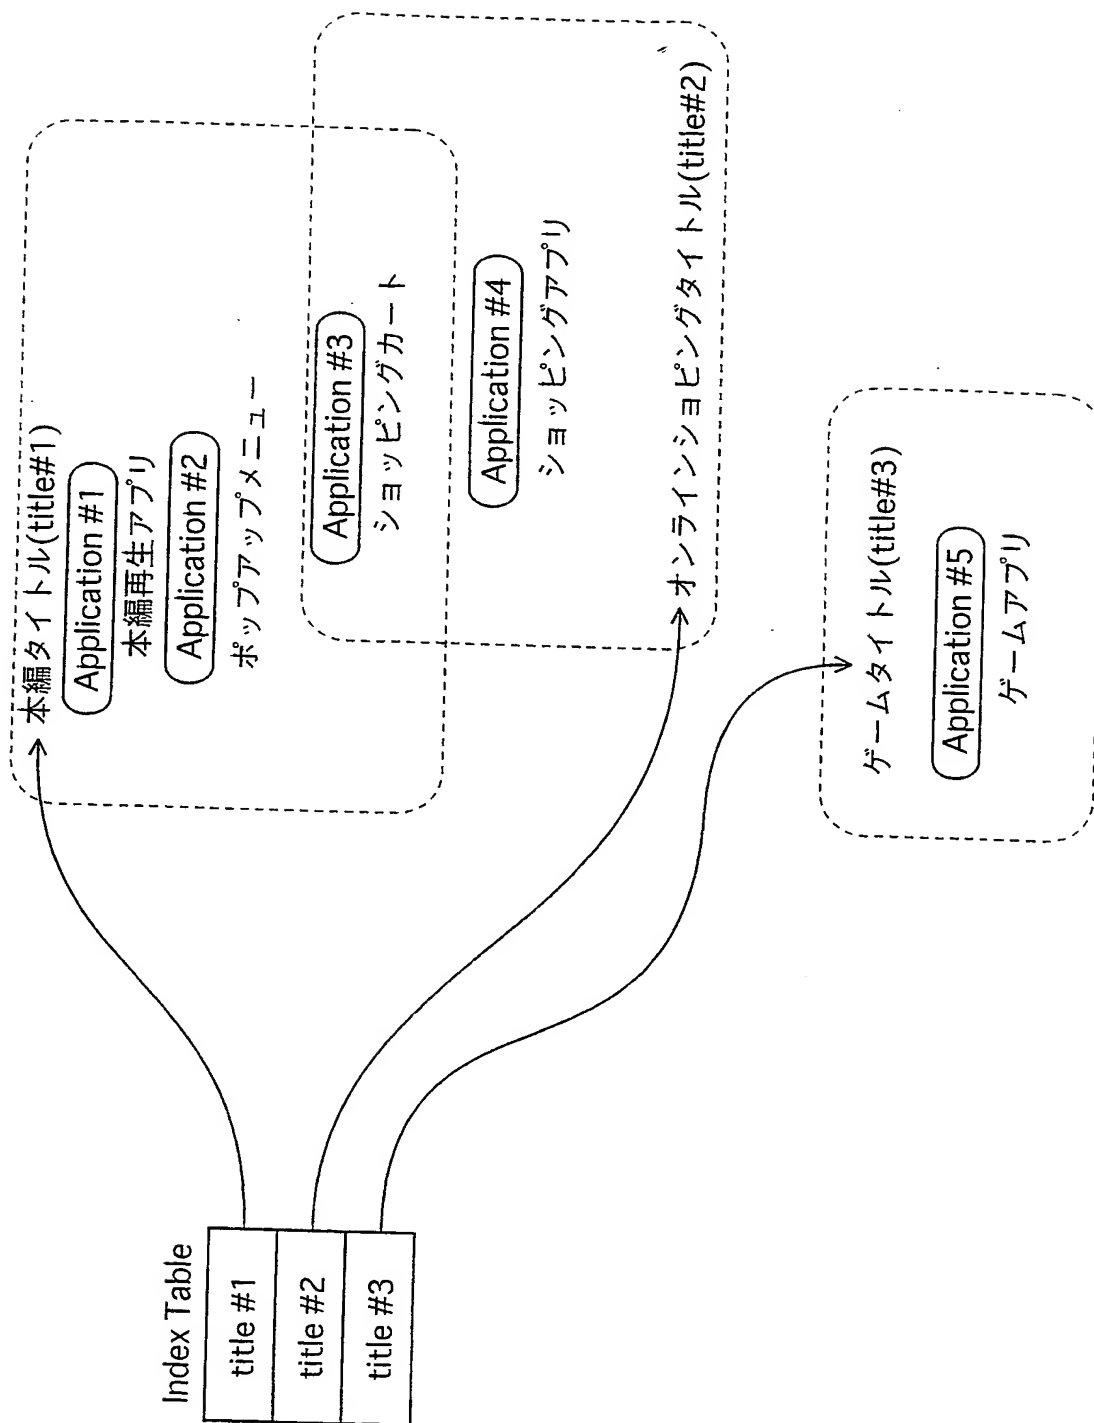 Index Table
title #1
title #2
title #3
本編タイトル(title#1)
Application #1
本編再生アプリ
Application #2
ポップアップメニュー
Application #3
ショッピングカート
Application #4
ショッピングアプリ
オンラインショピングタイトル(title#2)
ゲームタイトル(title#3)
Application #5
ゲームアプリ